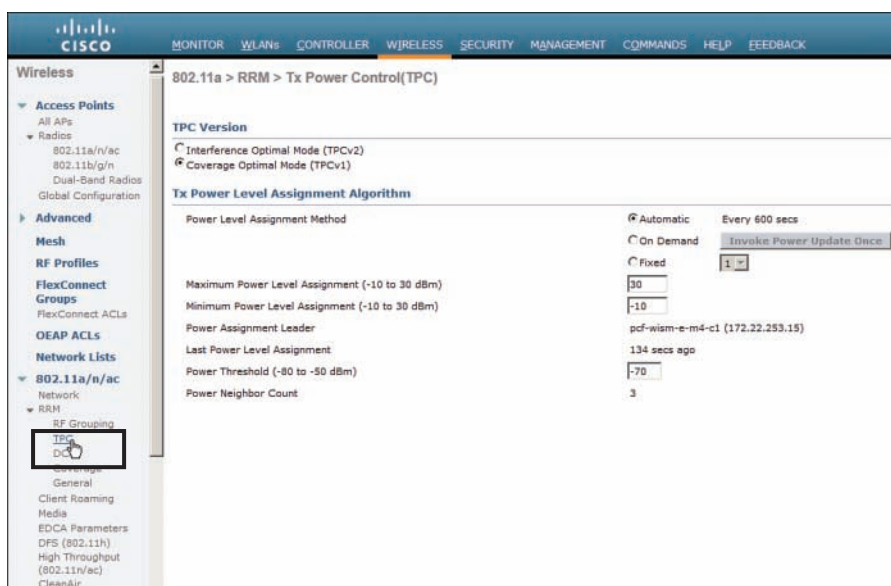 CISCO
MONITOR WLANs CONTROLLER WIRELESS SECURITY MANAGEMENT COMMANDS HELP FEEDBACK
Wireless
Access Points
All APs
Radios
802.11a/n/ac
802.11b/g/n
Dual-Band Radios
Global Configuration
Advanced
Mesh
RF Profiles
FlexConnect
Groups
FlexConnect ACLs
OEAP ACLs
Network Lists
802.11a/n/ac
Network
RRM
RF Grouping
TPC
Coverage
General
Client Roaming
Media
EDCA Parameters
DFS (802.11h)
High Throughput
(802.11n/ac)
CleanAir
802.11a > RRM > Tx Power Control(TPC)
TPC Version
Interference Optimal Mode (TPCv2)
Coverage Optimal Mode (TPCv1)
Tx Power Level Assignment Algorithm
Power Level Assignment Method Automatic Every 600 secs
On Demand Invoke Power Update Once
Fixed 1
Maximum Power Level Assignment (-10 to 30 dBm) 30
Minimum Power Level Assignment (-10 to 30 dBm) -10
Power Assignment Leader pcf-wism-e-m4-c1 (172.22.253.15)
Last Power Level Assignment 134 secs ago
Power Threshold (-80 to -50 dBm) -70
Power Neighbor Count 3